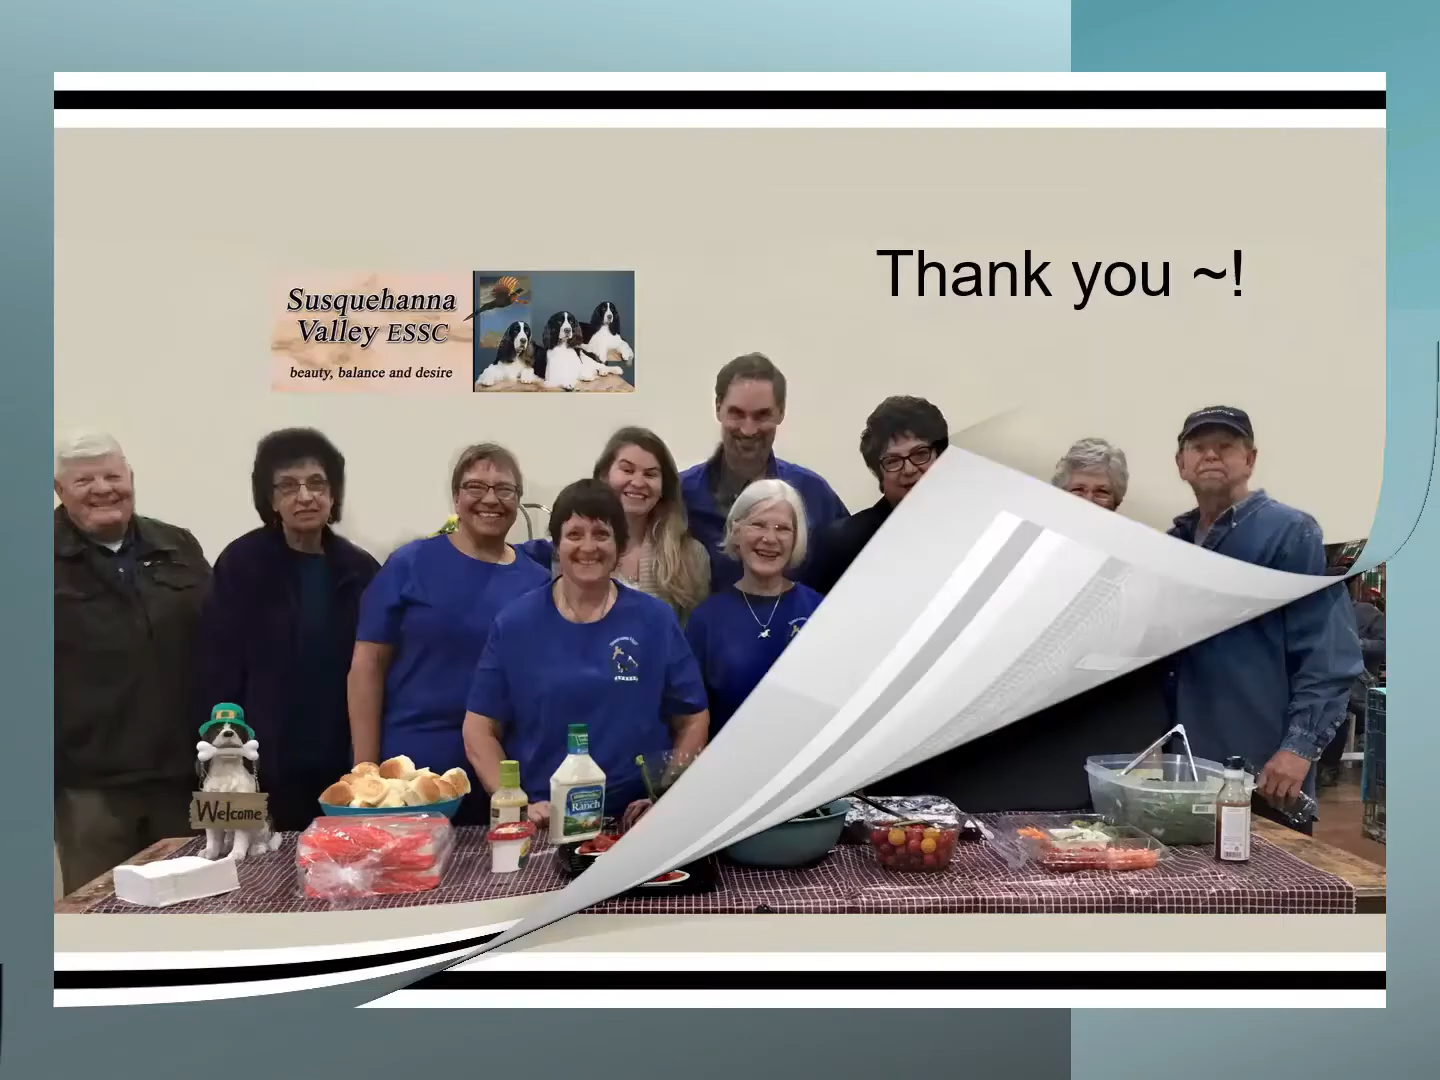 Thank you ~!
Susquehanna
Valley ESSC
beauty, balance and desire
Welcome
Ranch